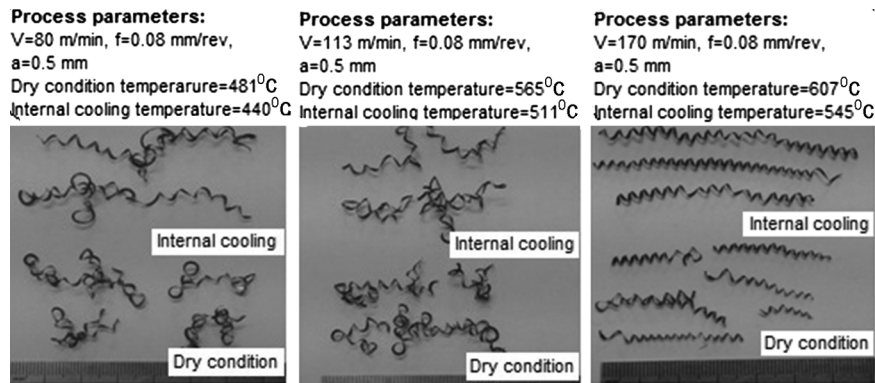 Process parameters:
V=80 m/min, f=0.08 mm/rev,
a=0.5 mm
Dry condition temperarure=481⁰C
Internal cooling temperature=440⁰C
Internal cooling
Dry condition
Process parameters:
V=113 m/min, f=0.08 mm/rev,
a=0.5 mm
Dry condition temperature=565⁰C
Internal cooling temperature=511⁰C
Internal cooling
Dry condition
Process parameters:
V=170 m/min, f=0.08 mm/rev,
a=0.5 mm
Dry condition temperature=607⁰C
Internal cooling temperature=545⁰C
Internal cooling
Dry condition